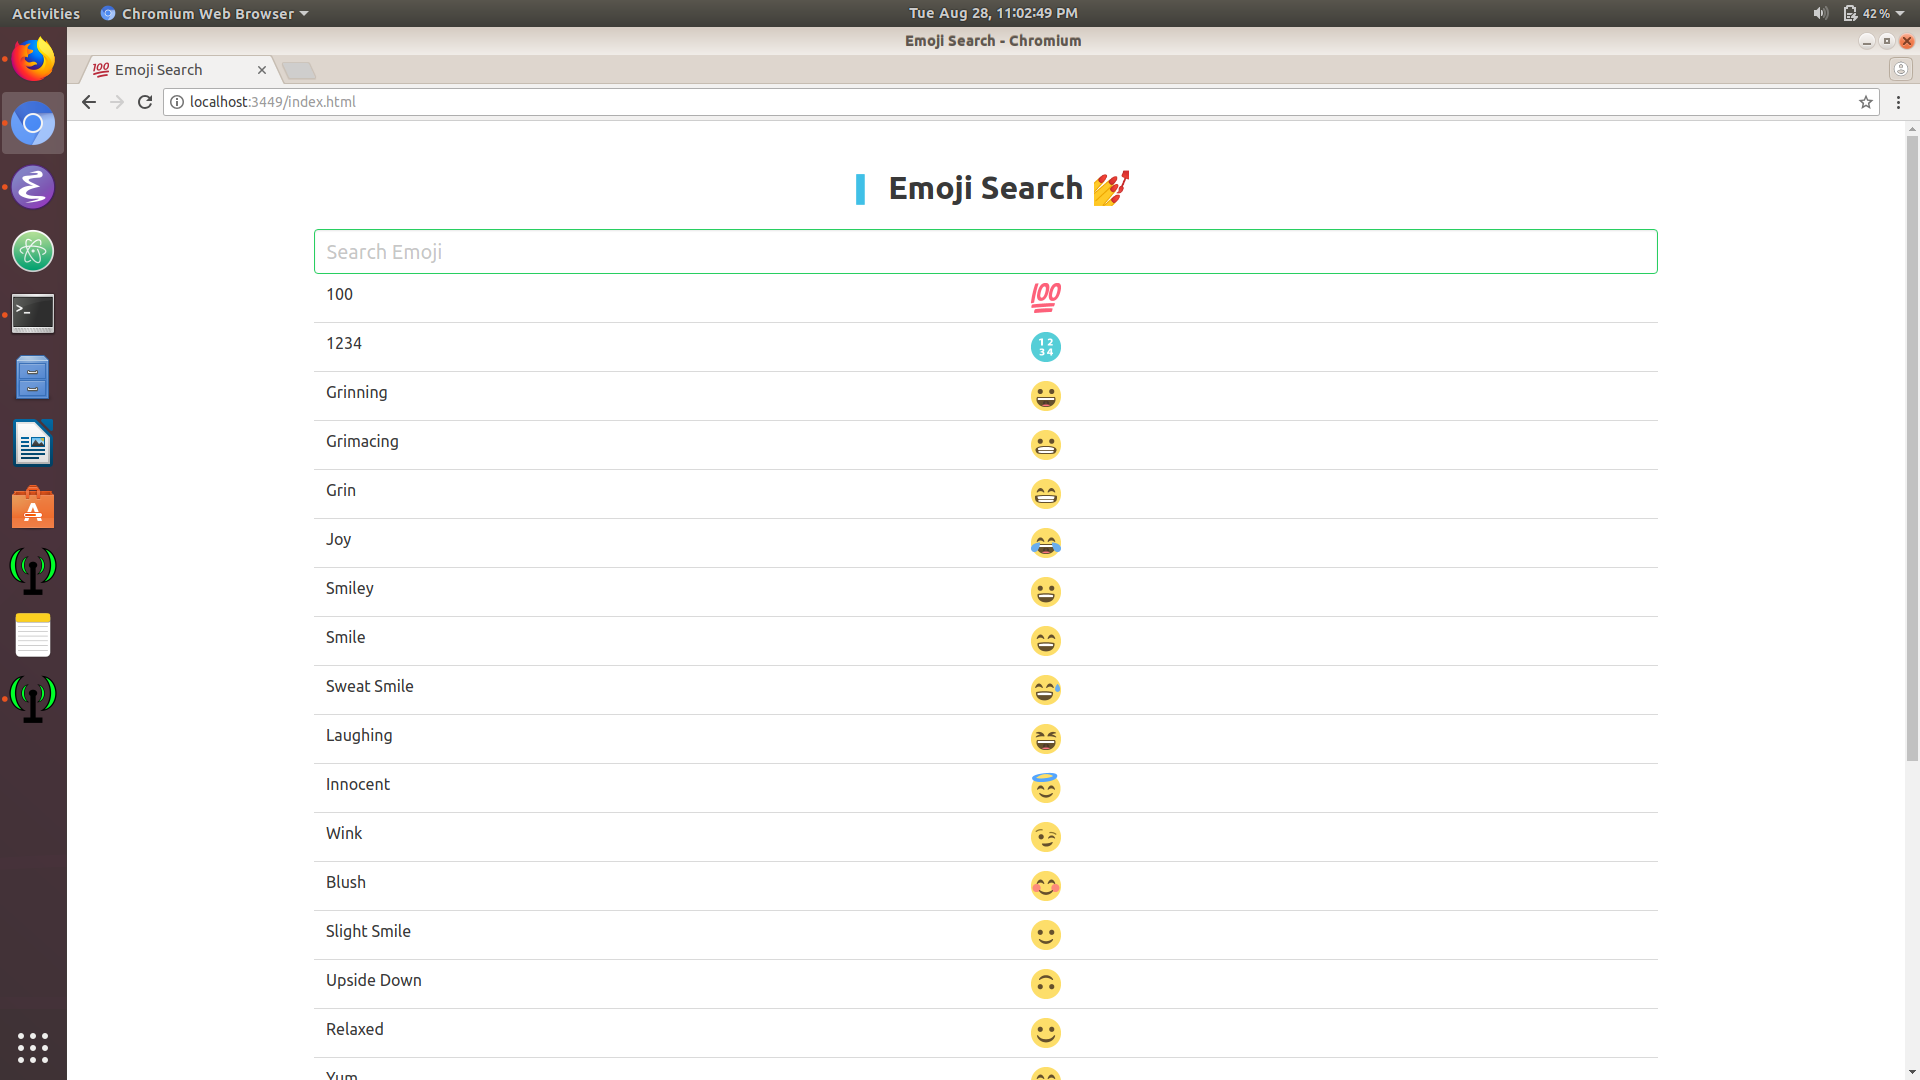 Activities Chromium Web Browser Tue Aug 28, 11:02:49 PM 42 %
Emoji Search - Chromium
Emoji Search
localhost:3449/index.html
Emoji Search
Search Emoji
100
1234
Grinning
Grimacing
Grin
Joy
Smiley
Smile
Sweat Smile
Laughing
Innocent
Wink
Blush
Slight Smile
Upside Down
Relaxed
Yum